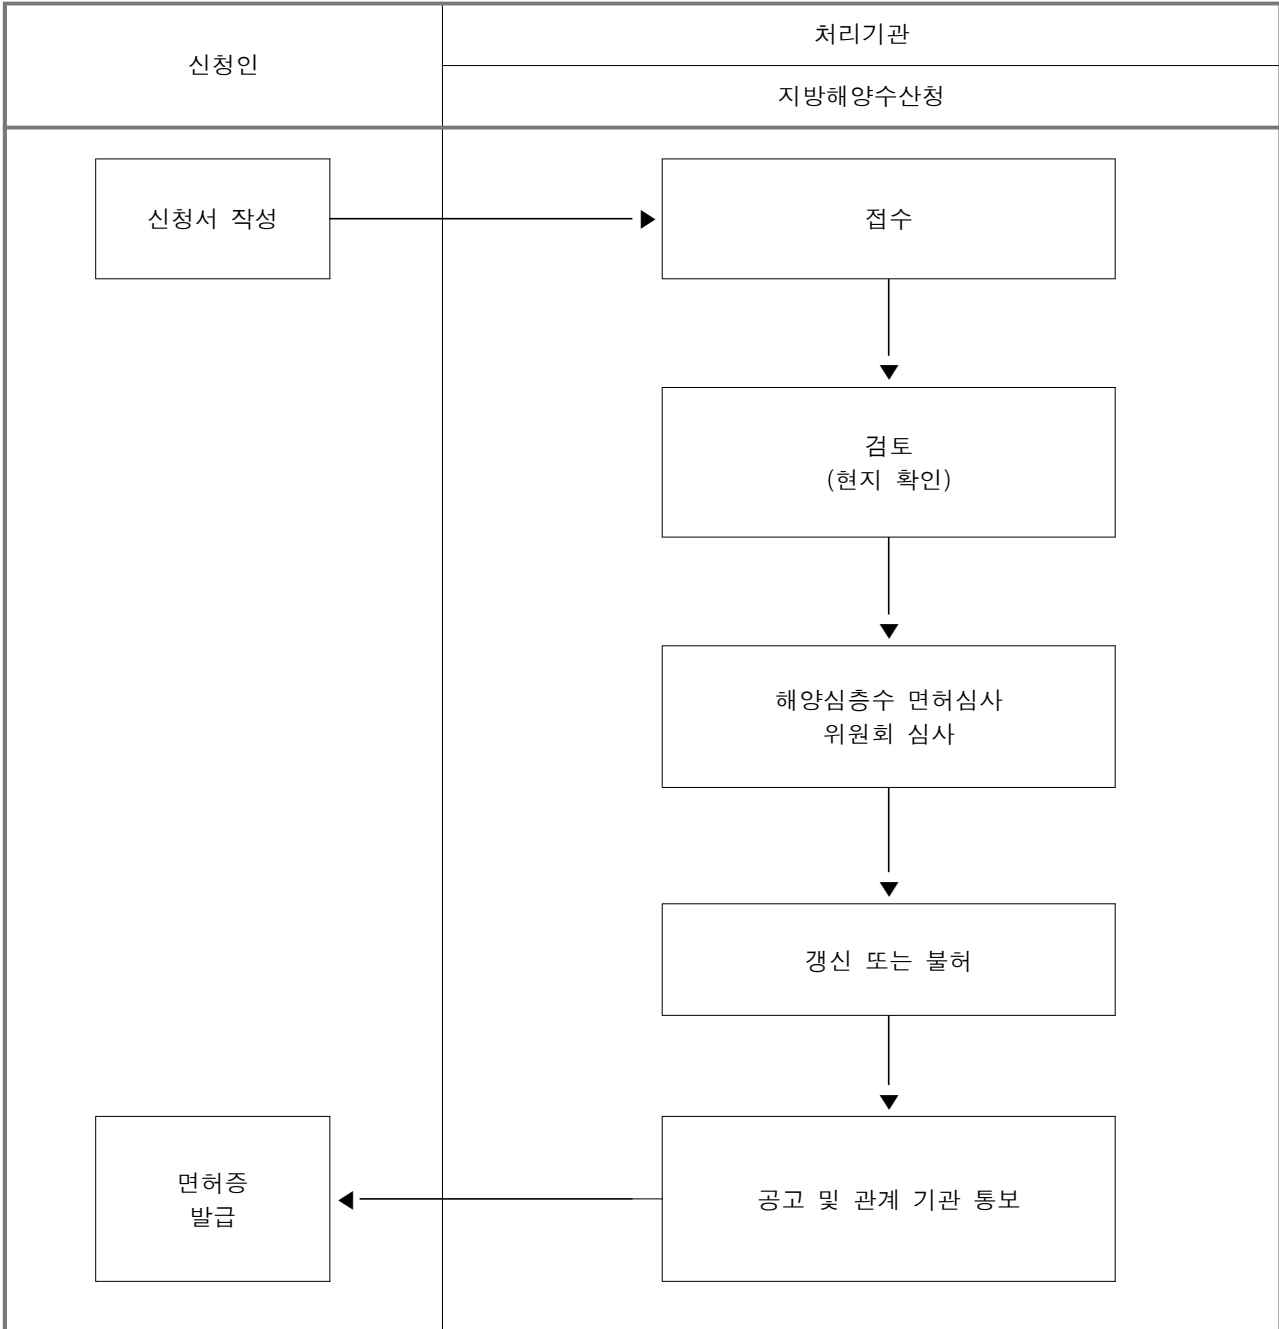 신청인
처리기관
지방해양수산청
신청서 작성
접수
검토
(현지 확인)
해양심층수 면허심사
위원회 심사
갱신 또는 불허
공고 및 관계 기관 통보
면허증
발급